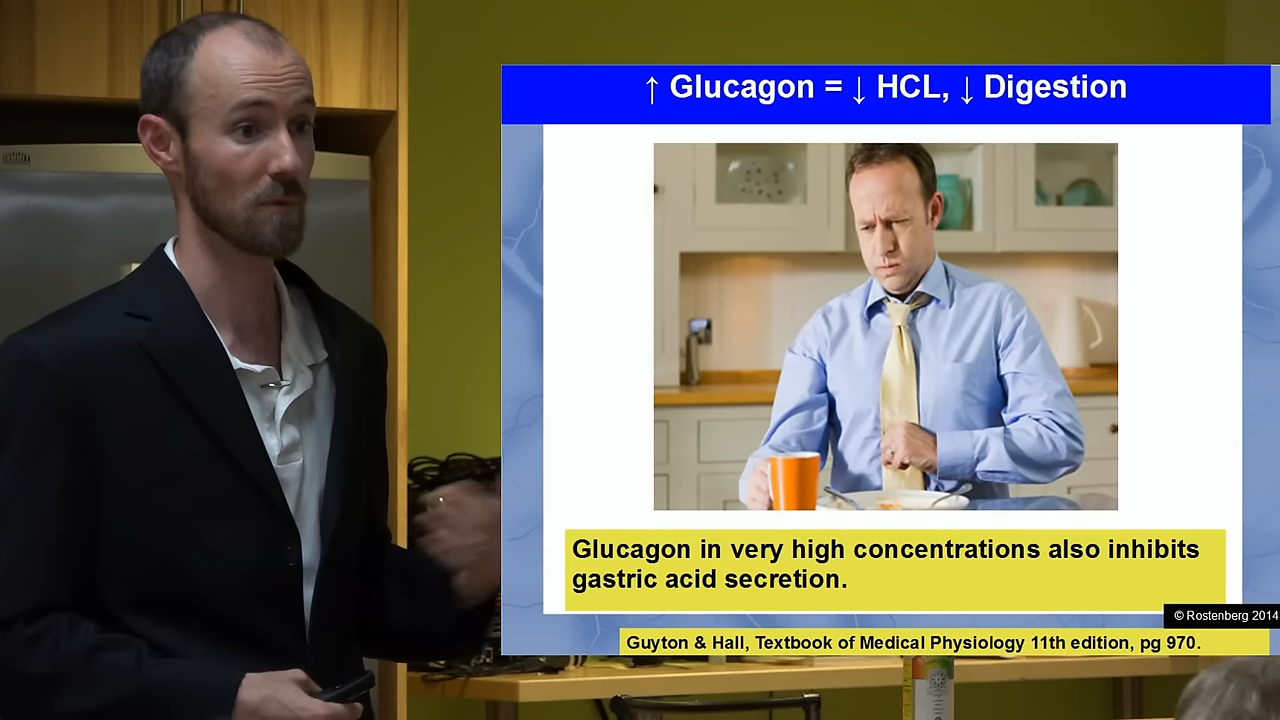 SUMMIT
↑ Glucagon = ↓ HCL, ↓ Digestion
Glucagon in very high concentrations also inhibits
gastric acid secretion.
© Rostenberg 2014
Guyton & Hall, Textbook of Medical Physiology 11th edition, pg 970.